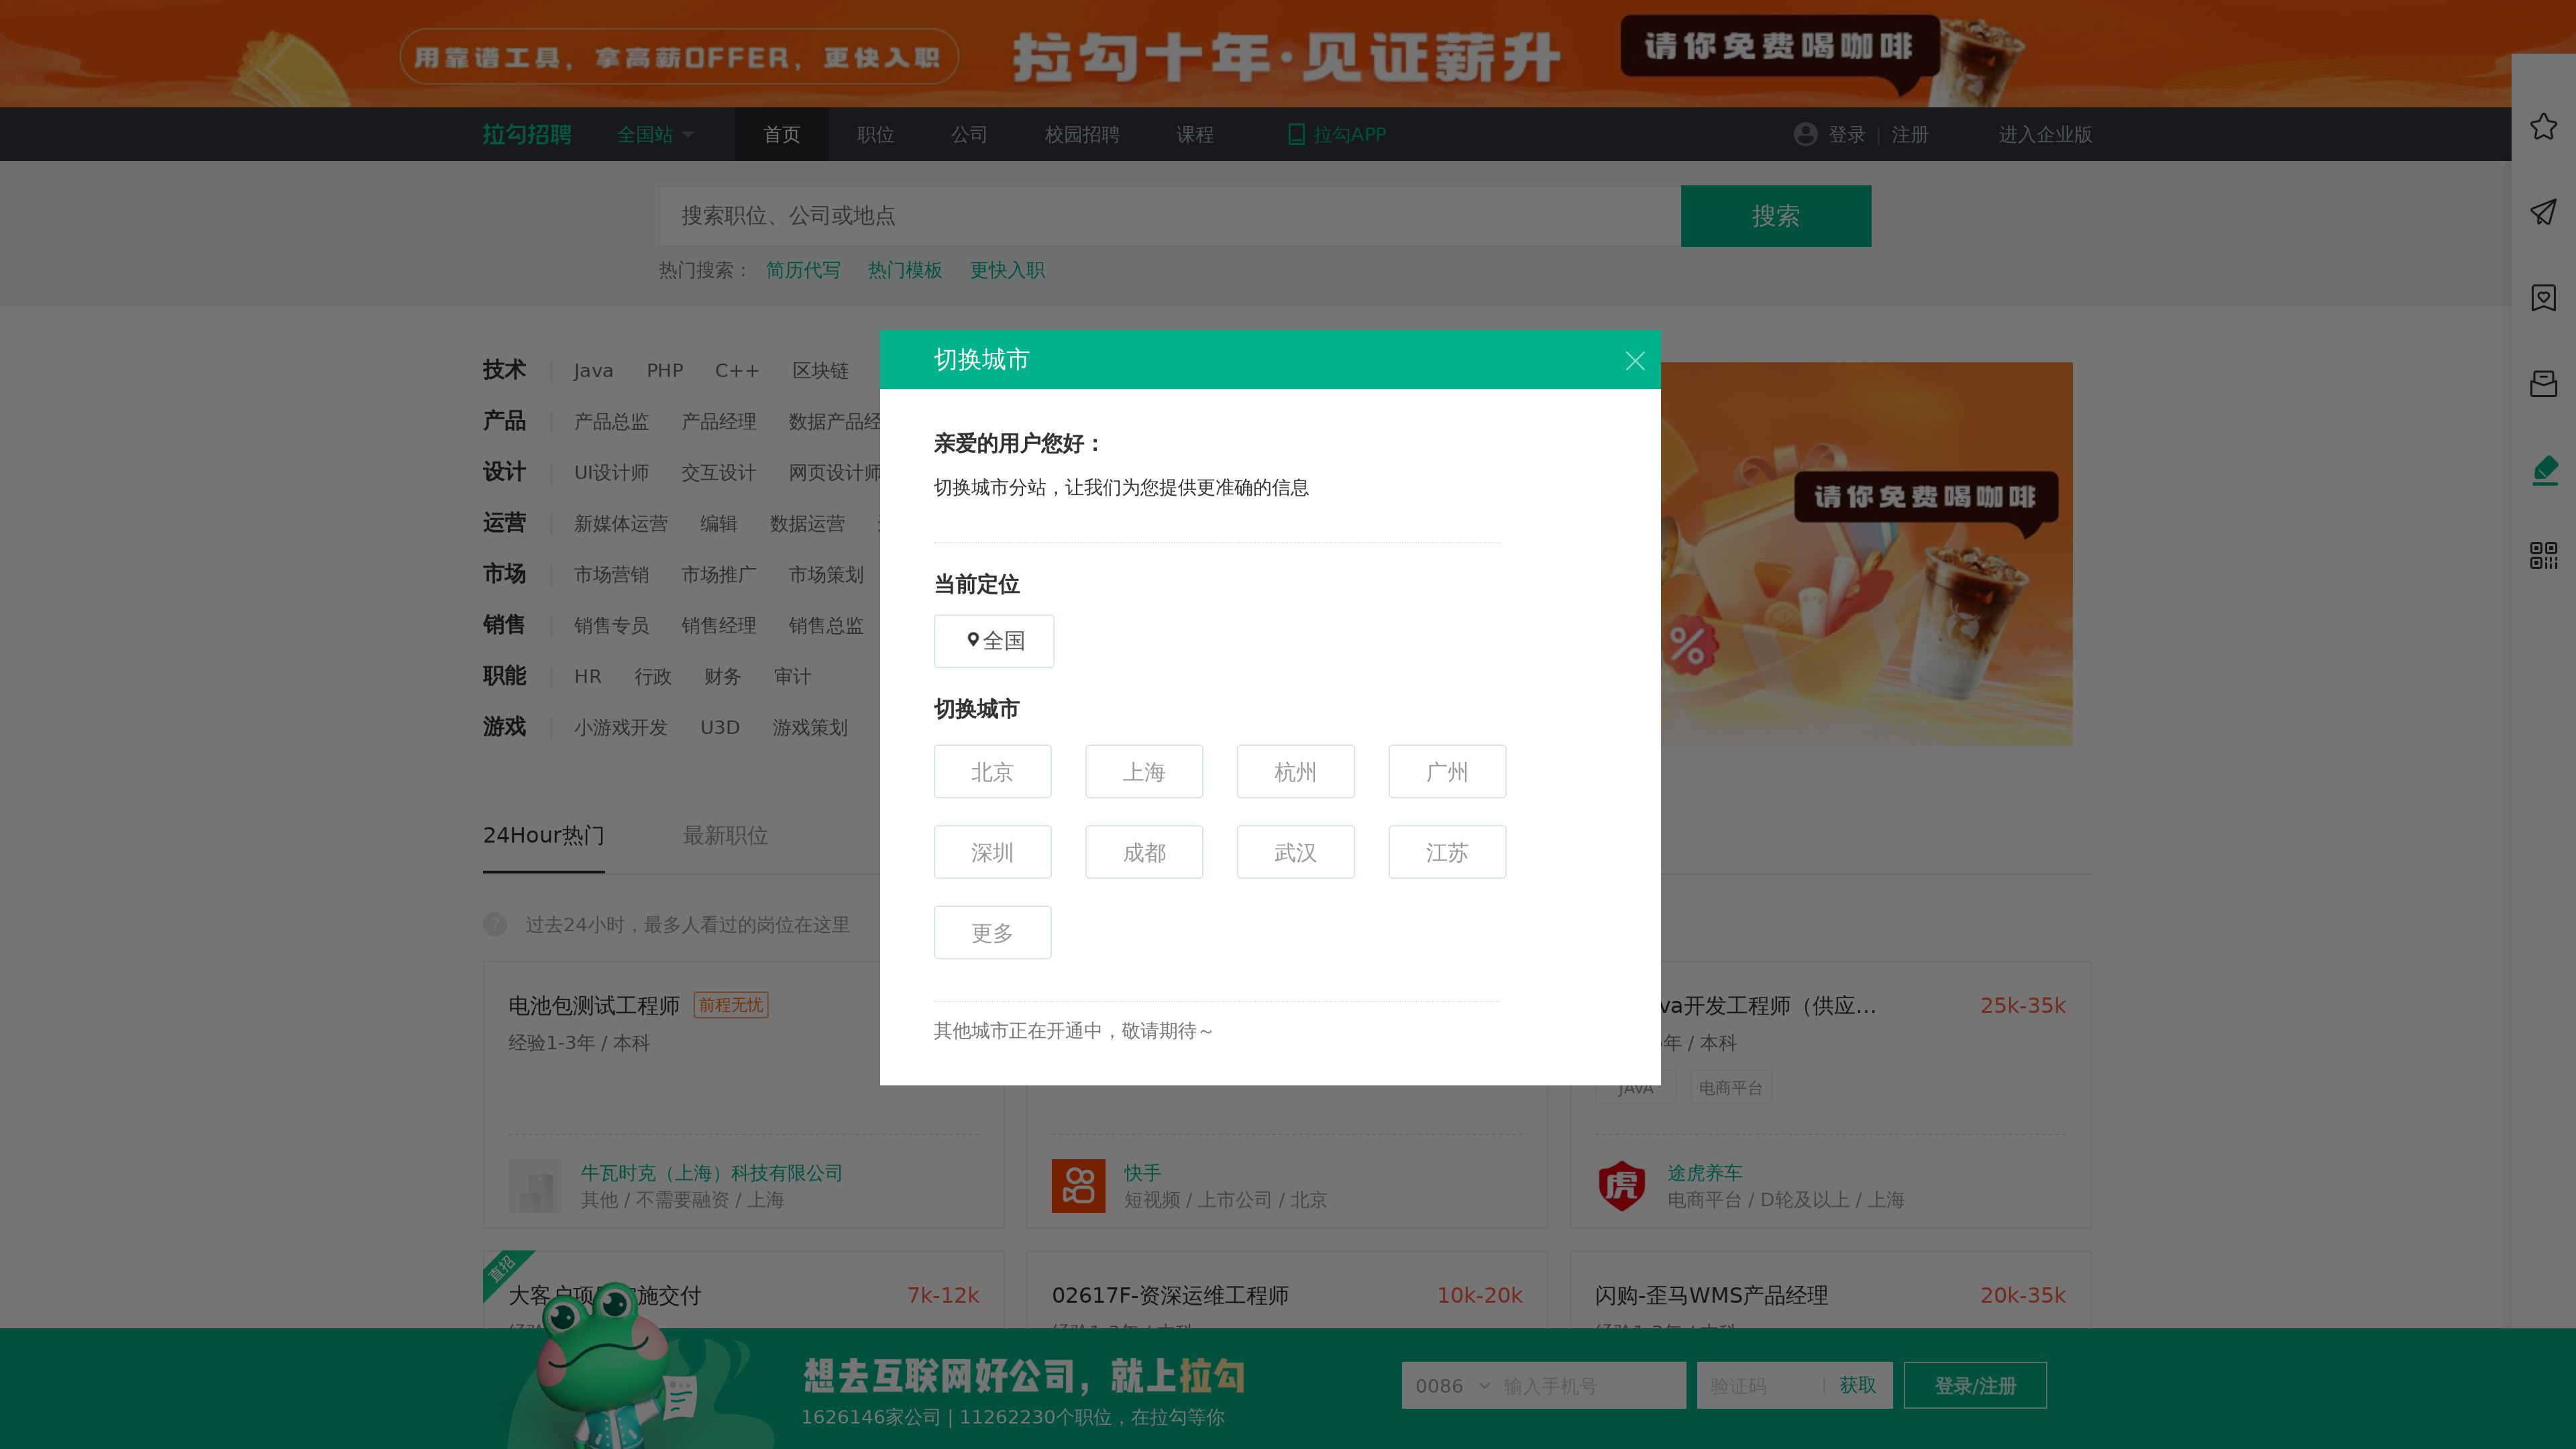 用靠谱工具，拿高薪OFFER，更快入职
拉勾十年·见证薪升
请你免费喝咖啡
拉勾招聘 全国站 首页 职位 公司 校园招聘 课程 拉勾APP 登录 | 注册 进入企业版
搜索职位、公司或地点 搜索
热门搜索： 简历代写 热门模板 更快入职
技术 Java PHP C++ 区块链
产品 产品总监 产品经理 数据产品经
设计 UI设计师 交互设计 网页设计师
运营 新媒体运营 编辑 数据运营
市场 市场营销 市场推广 市场策划
销售 销售专员 销售经理 销售总监
职能 HR 行政 财务 审计
游戏 小游戏开发 U3D 游戏策划
请你免费喝咖啡
%
切换城市
亲爱的用户您好：
切换城市分站，让我们为您提供更准确的信息
当前定位
全国
切换城市
北京 上海 杭州 广州
深圳 成都 武汉 江苏
更多
其他城市正在开通中，敬请期待～
24Hour热门 最新职位
? 过去24小时，最多人看过的岗位在这里
电池包测试工程师 前程无忧
经验1-3年 / 本科
牛瓦时克（上海）科技有限公司
其他 / 不需要融资 / 上海
快手
短视频 / 上市公司 / 北京
va开发工程师（供应... 25k-35k
年 / 本科
JAVA 电商平台
虎
途虎养车
电商平台 / D轮及以上 / 上海
直招
大客户项 施交付 7k-12k
02617F-资深运维工程师 10k-20k
闪购-歪马WMS产品经理 20k-35k
想去互联网好公司，就上拉勾
1626146家公司 | 11262230个职位，在拉勾等你
0086 输入手机号 验证码 | 获取 登录/注册